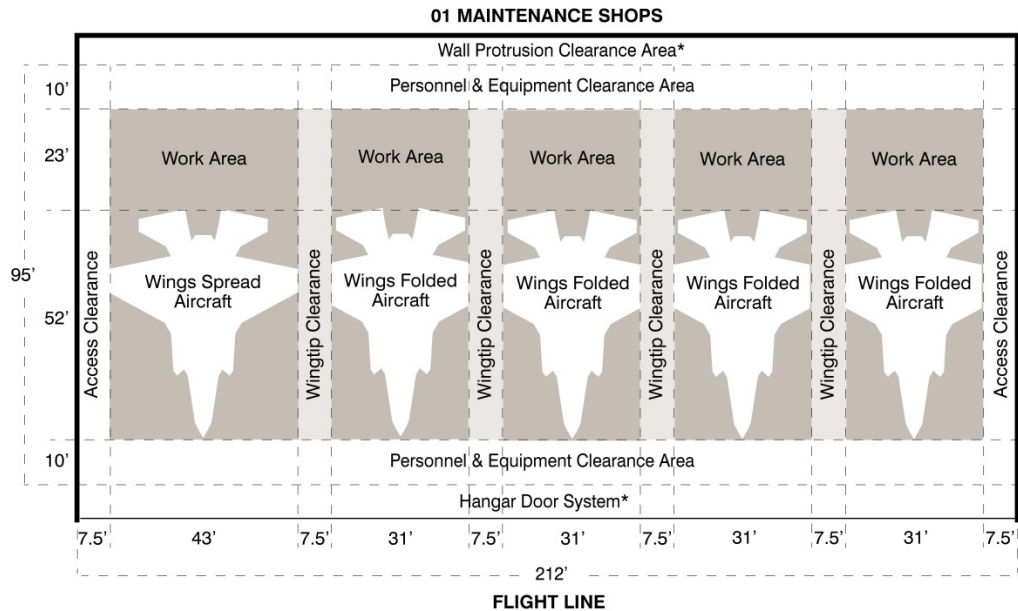 01 MAINTENANCE SHOPS
Wall Protrusion Clearance Area*
10'
Personnel & Equipment Clearance Area
23'
Work Area
Work Area
Work Area
Work Area
Work Area
95'
52'
Access Clearance
Wings Spread
Aircraft
Wingtip Clearance
Wings Folded
Aircraft
Wingtip Clearance
Wings Folded
Aircraft
Wingtip Clearance
Wings Folded
Aircraft
Wingtip Clearance
Wings Folded
Aircraft
Access Clearance
10'
Personnel & Equipment Clearance Area
Hangar Door System*
7.5' 43' 7.5' 31' 7.5' 31' 7.5' 31' 7.5' 31' 7.5'
212'
FLIGHT LINE